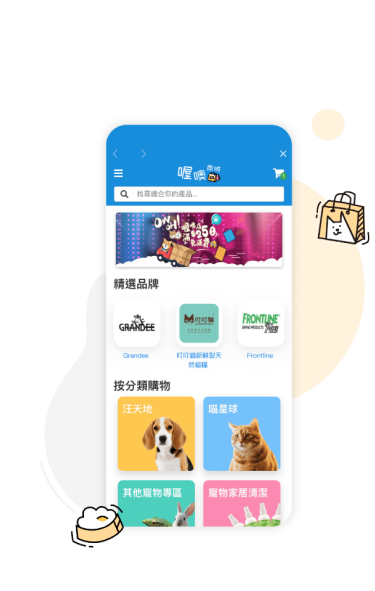 喔噢
商城
找尋適合你的產品...
OH!
精選品牌
GRANDEE
叮叮貓
FRONTLINE
Grandee
叮叮貓新鮮製天
然貓糧
Frontline
按分類購物
汪天地
喵星球
其他寵物專區
寵物家居清潔